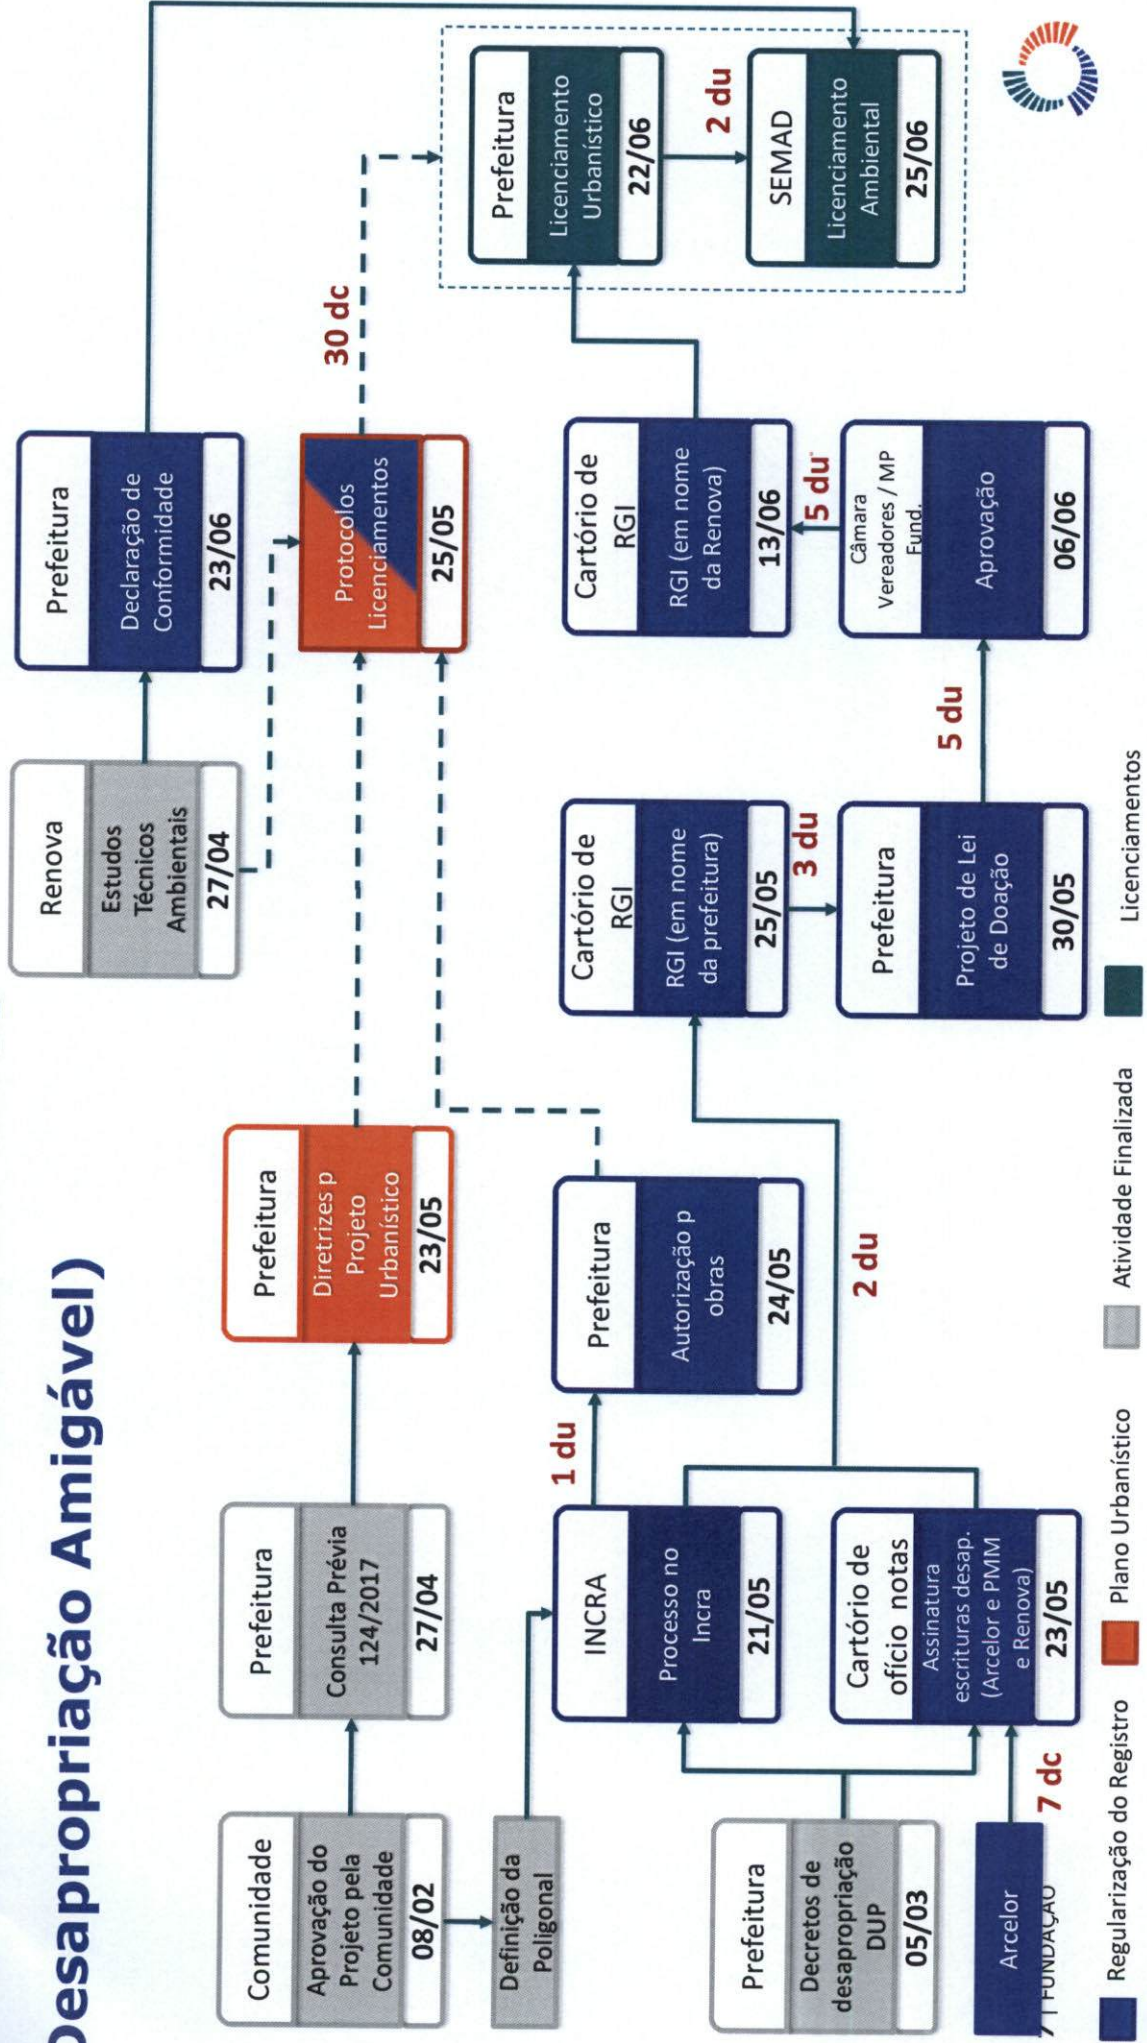 Desapropriação Amigável)
Comunidade
Aprovação do
Projeto pela
Comunidade
08/02
Definição da
Poligonal
Prefeitura
Consulta Prévia
124/2017
27/04
Prefeitura
Diretrizes p
Projeto
Urbanístico
23/05
Renova
Estudos
Técnicos
Ambientais
27/04
Prefeitura
Declaração de
Conformidade
23/06
Protocolos
Licenciamentos
25/05
30 dc
Prefeitura
Licenciamento
Urbanístico
22/06
2 du
SEMAD
Licenciamento
Ambiental
25/06
INCRA
Processo no
Incra
21/05
1 du
Prefeitura
Autorização p
obras
24/05
Prefeitura
Decretos de
desapropriação
DUP
05/03
Arcelor
7 dc
Cartório de
ofício notas
Assinatura
escrituras desap.
(Arcelor e PMM
e Renova)
23/05
2 du
Cartório de
RGI
RGI (em nome
da prefeitura)
25/05
3 du
Prefeitura
Projeto de Lei
de Doação
30/05
5 du
Câmara
Vereadores / MP
Fund.
Aprovação
06/06
5 du
Cartório de
RGI
RGI (em nome
da Renova)
13/06
| FUNDAÇÃO
Regularização do Registro
Plano Urbanístico
Atividade Finalizada
Licenciamentos